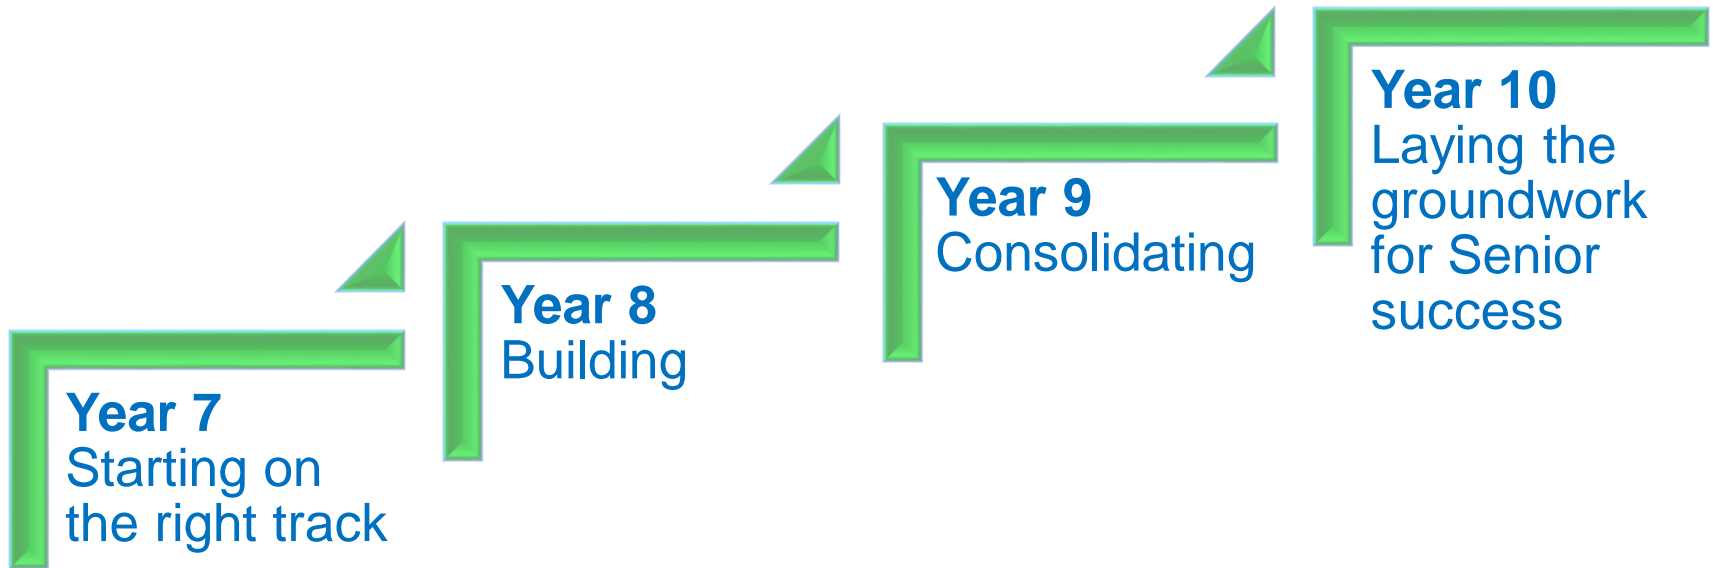 Year 7
Starting on
the right track
Year 8
Building
Year 9
Consolidating
Year 10
Laying the
groundwork
for Senior
success